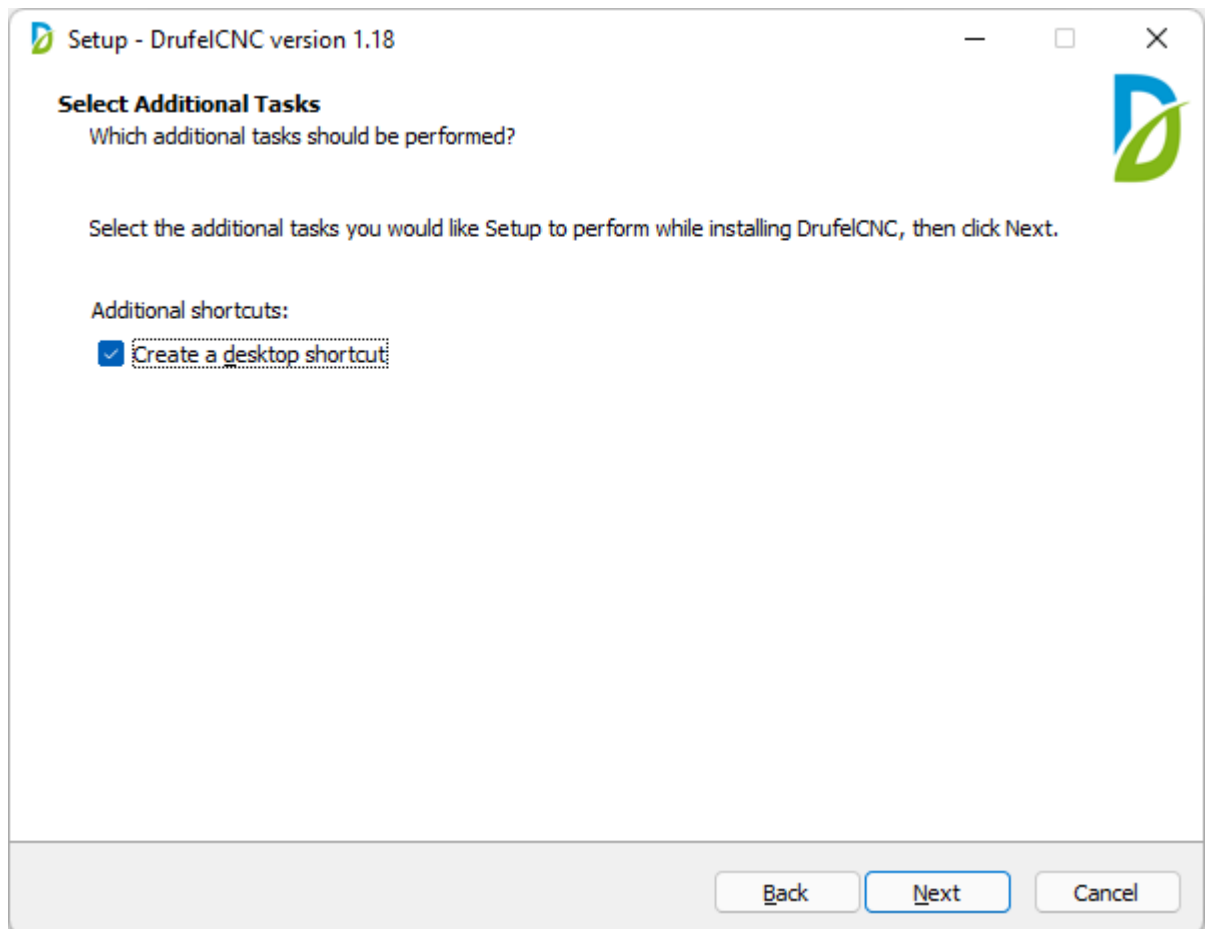 Setup - DrufelCNC version 1.18
Select Additional Tasks
Which additional tasks should be performed?
Select the additional tasks you would like Setup to perform while installing DrufelCNC, then click Next.
Additional shortcuts:
Create a desktop shortcut
Back Next Cancel